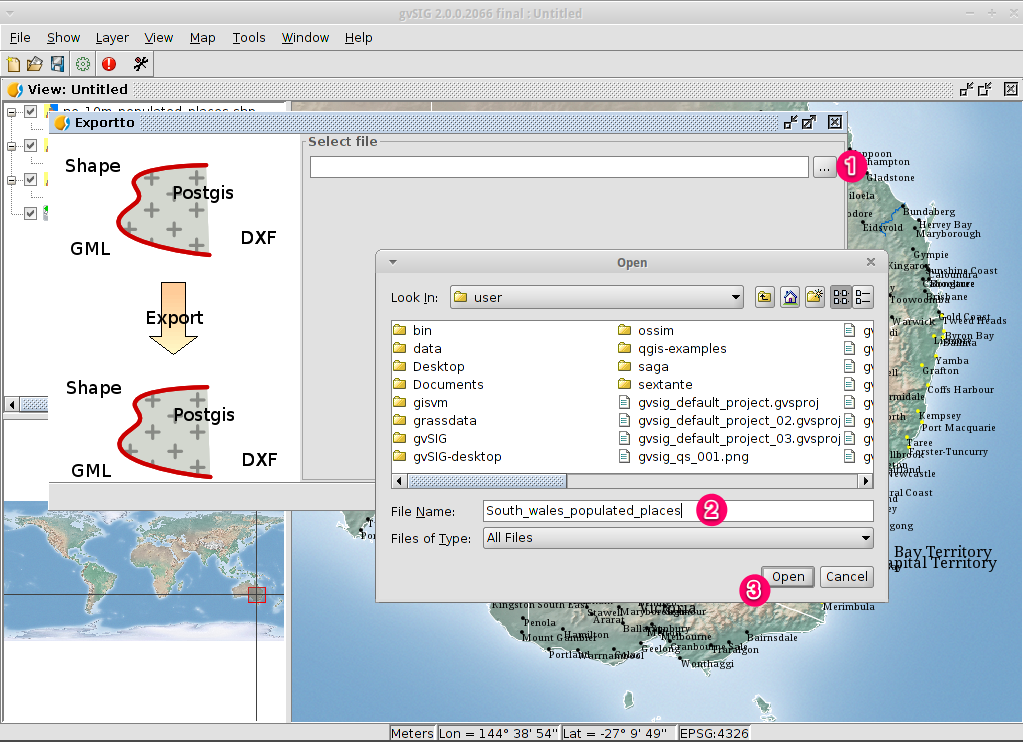 gvSIG 2.0.0.2066 final : Untitled
File Show Layer View Map Tools Window Help
View: Untitled
ne_10m_populated_places.shp
Exportto
Shape
Postgis
GML
DXF
Export
Shape
Postgis
GML
DXF
Select file
...
1
Open
Look In: user
bin
data
Desktop
Documents
gisvm
grassdata
gvSIG
gvSIG-desktop
ossim
qgis-examples
saga
sextante
gvsig_default_project.gvsproj
gvsig_default_project_02.gvsproj
gvsig_default_project_03.gvsproj
gvsig_qs_001.png
File Name: South_wales_populated_places
2
Files of Type: All Files
3
Open
Cancel
Gladstone
Bundaberg
Hervey Bay
Eidsvold
Maryborough
Gympie
Sunshine Coast
Caloundra
Brisbane
Toowoomba
Gold Coast
Warwick
Tweed Heads
Byron Bay
Yamba
Grafton
Coffs Harbour
Kempsey
Port Macquarie
Taree
Forster-Tuncurry
Newcastle
Bay Territory
Merimbula
Kingston South East
Stawell
Penola
Ararat
Mount Gambier
Hamilton
Melbourne
Bairnsdale
Portland
Warrnambool
Geelong
Traralgon
Wonthaggi
Meters
Lon = 144° 38' 54"
Lat = -27° 9' 49"
EPSG:4326